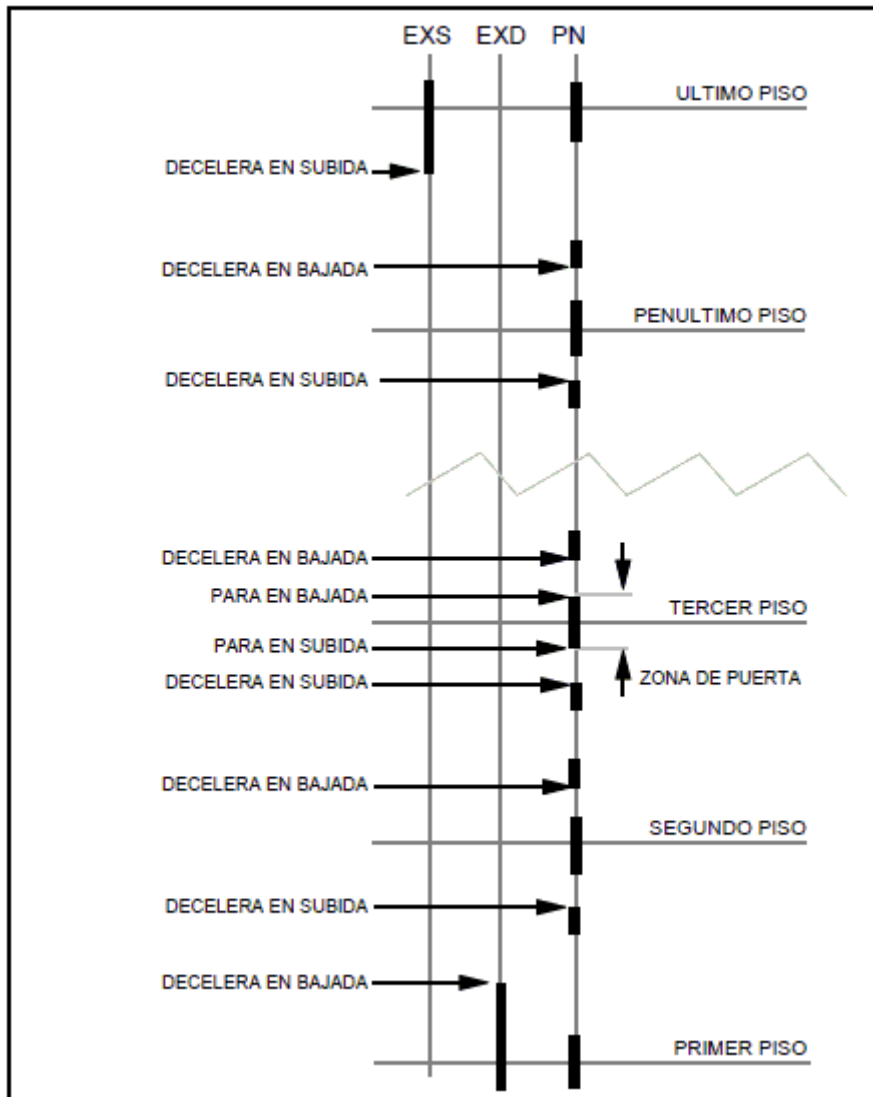 EXS EXD PN
ULTIMO PISO
DECELERA EN SUBIDA
DECELERA EN BAJADA
PENULTIMO PISO
DECELERA EN SUBIDA
DECELERA EN BAJADA
PARA EN BAJADA
TERCER PISO
PARA EN SUBIDA
DECELERA EN SUBIDA
ZONA DE PUERTA
DECELERA EN BAJADA
SEGUNDO PISO
DECELERA EN SUBIDA
DECELERA EN BAJADA
PRIMER PISO